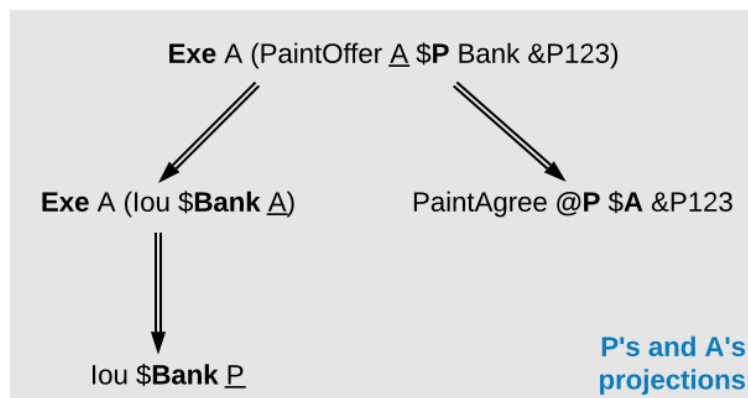 Exe A (PaintOffer A $P Bank &P123)
Exe A (Iou $Bank A)
PaintAgree @P $A &P123
Iou $Bank P
P's and A's
projections